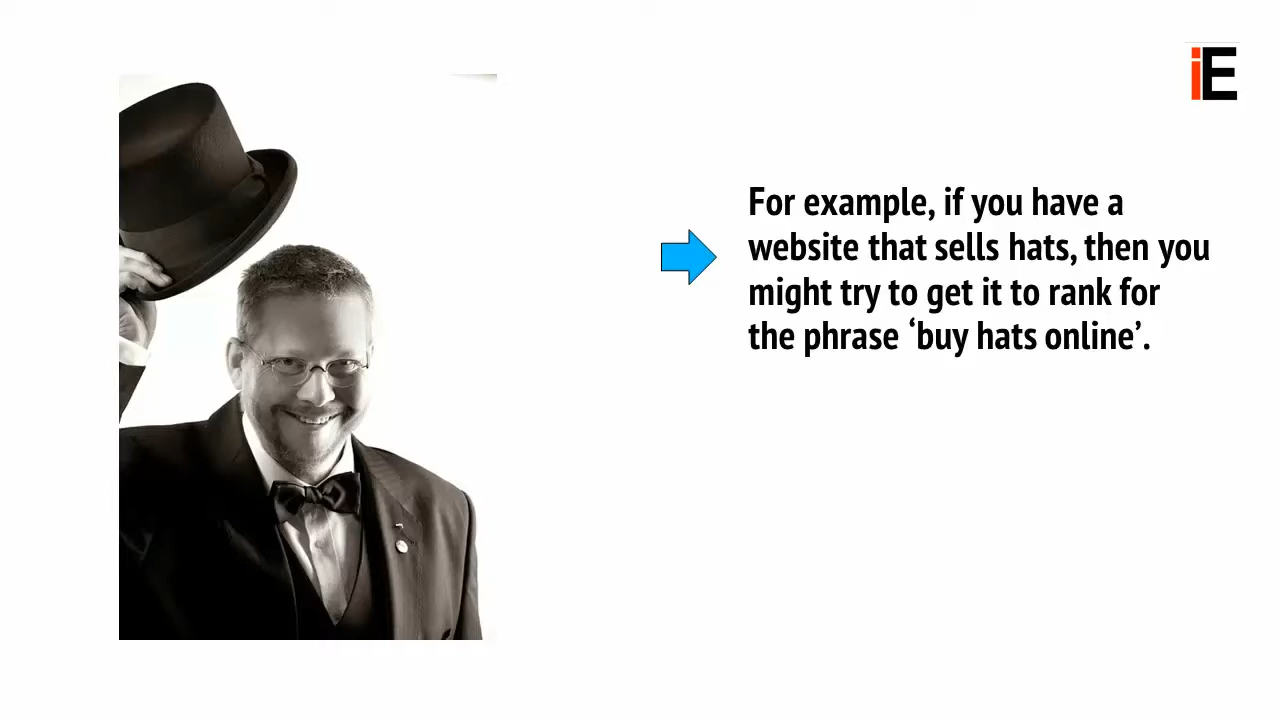 iE
For example, if you have a
website that sells hats, then you
might try to get it to rank for
the phrase ‘buy hats online’.